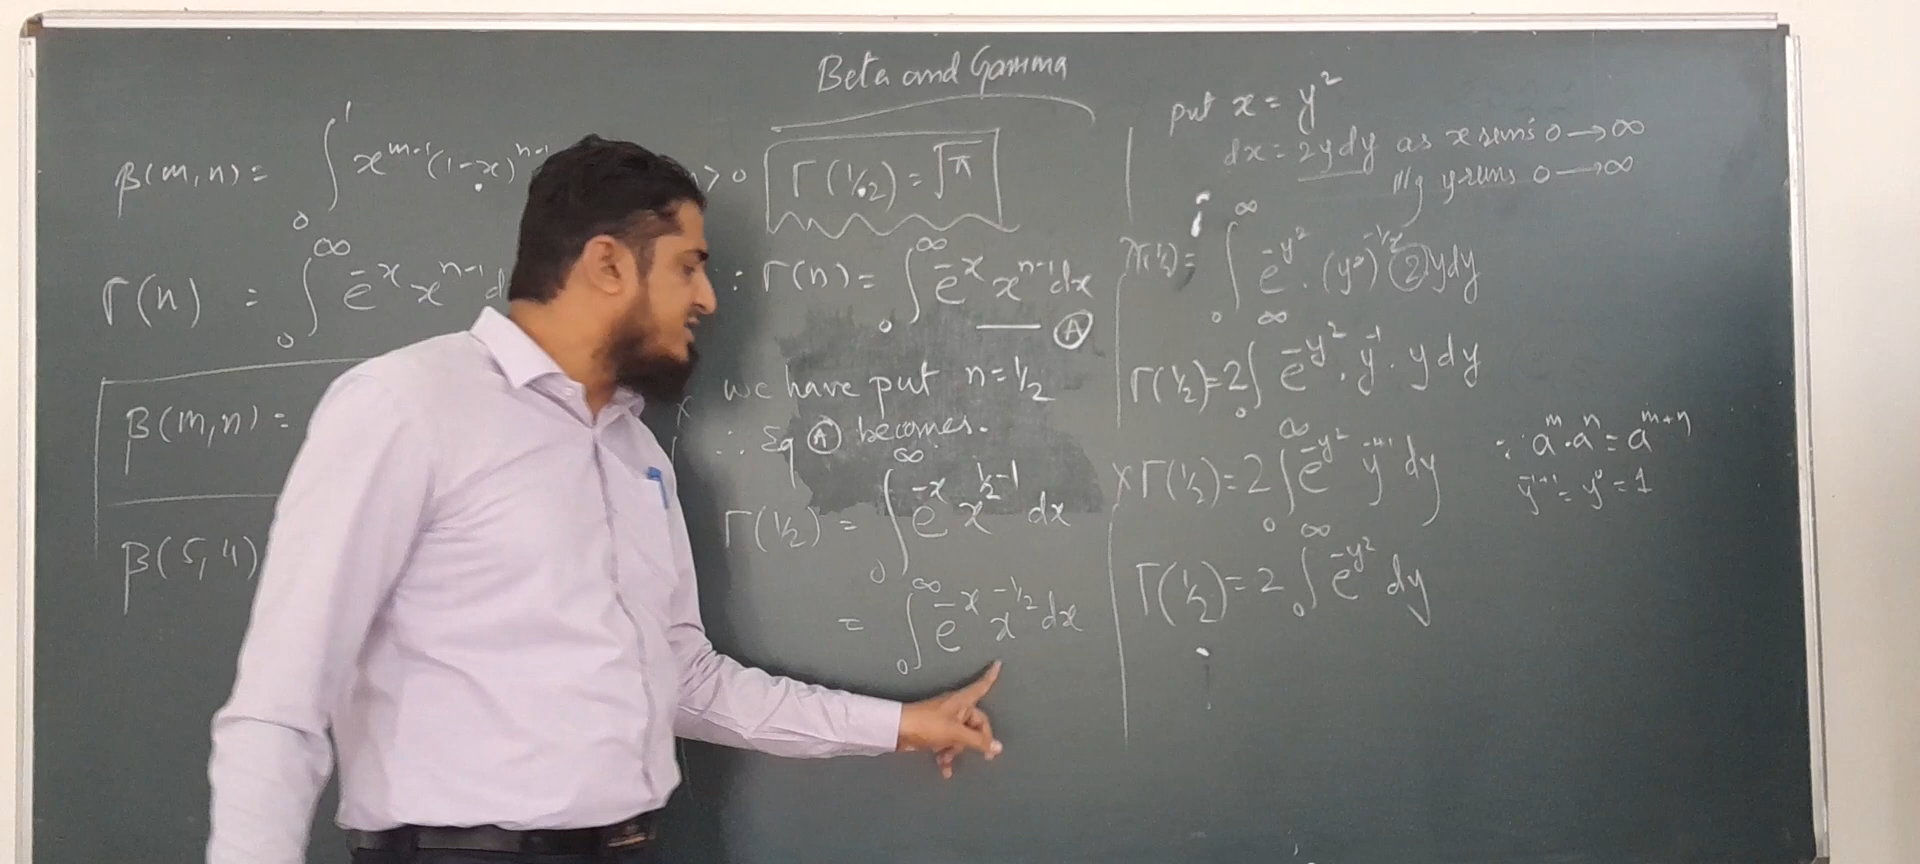 Beta and Gamma
β(m,n) = ∫₀¹ x^{m-1} (1-x)^{n-1}
> 0
Γ(n) = ∫₀^∞ e^{-x} x^{n-1} d
β(m,n) =
β(5,4)
Γ(1/2) = √π
∵ Γ(n) = ∫₀^∞ e^{-x} x^{n-1} dx
— Ⓐ
we have put n = 1/2
∴ Eq Ⓐ becomes.
Γ(1/2) = ∫₀^∞ e^{-x} x^{1/2-1} dx
= ∫₀^∞ e^{-x} x^{-1/2} dx
put x = y²
dx = 2y dy as x runs 0 → ∞
lly y runs 0 → ∞
Γ(1/2) = ∫₀^∞ e^{-y²} . (y²)^{-1/2} 2 y dy
Γ(1/2) = 2 ∫₀^∞ e^{-y²} . y^{-1} . y dy
Γ(1/2) = 2 ∫₀^∞ e^{-y²} y^{-1+1} dy
∵ a^m . a^n = a^{m+n}
y^{-1+1} = y⁰ = 1
Γ(1/2) = 2 ∫₀^∞ e^{-y²} dy